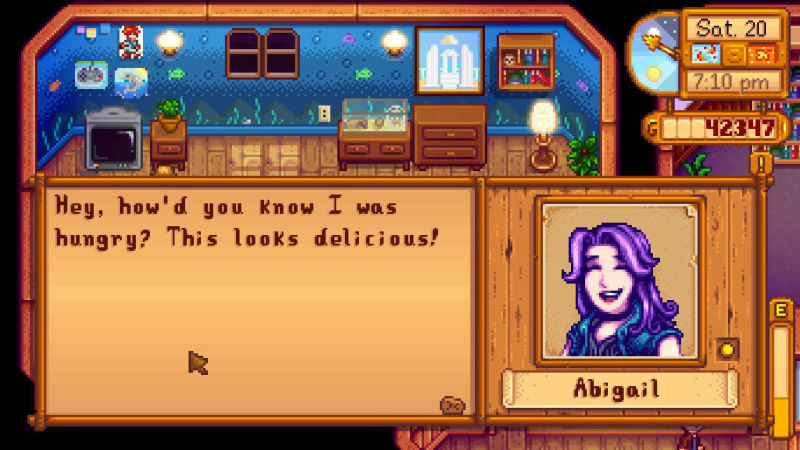 Sat. 20
7:10 pm
G 42347
Hey, how'd you know I was
hungry? This looks delicious!
Abigail
E